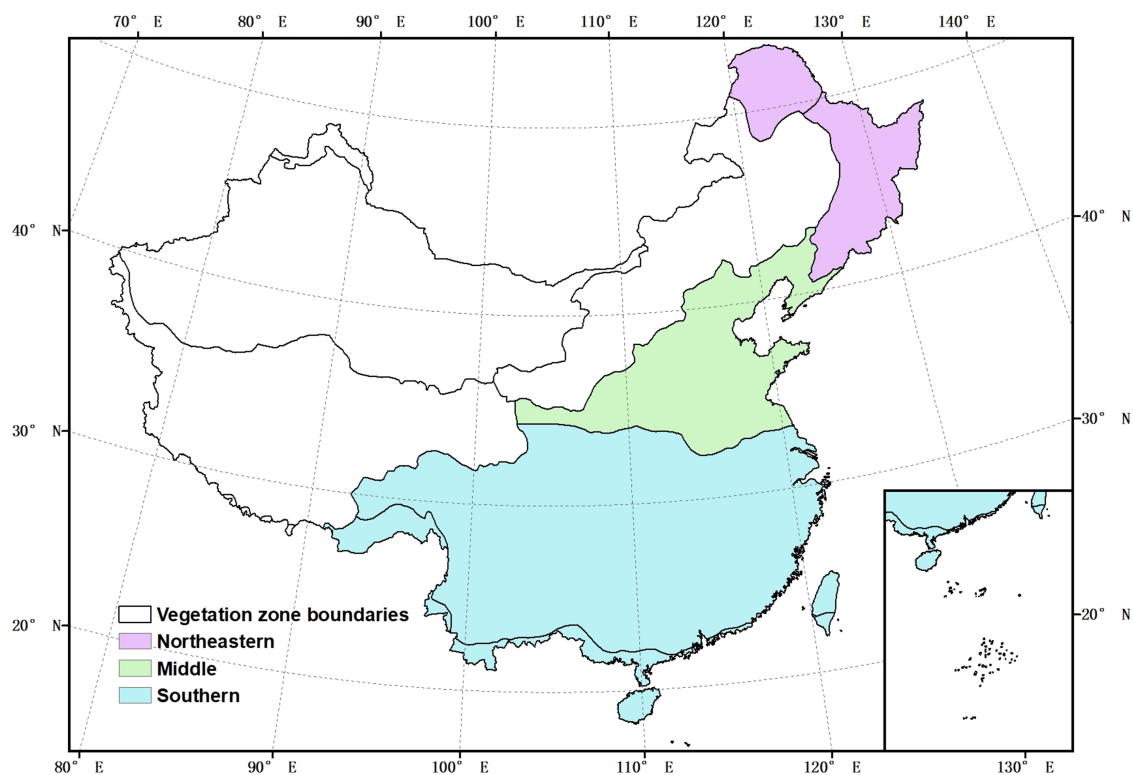 70° E 80° E 90° E 100° E 110° E 120° E 130° E 140° E
40° N 40° N
30° N 30° N
20° N 20° N
Vegetation zone boundaries
Northeastern
Middle
Southern
80° E 90° E 100° E 110° E 120° E 130° E